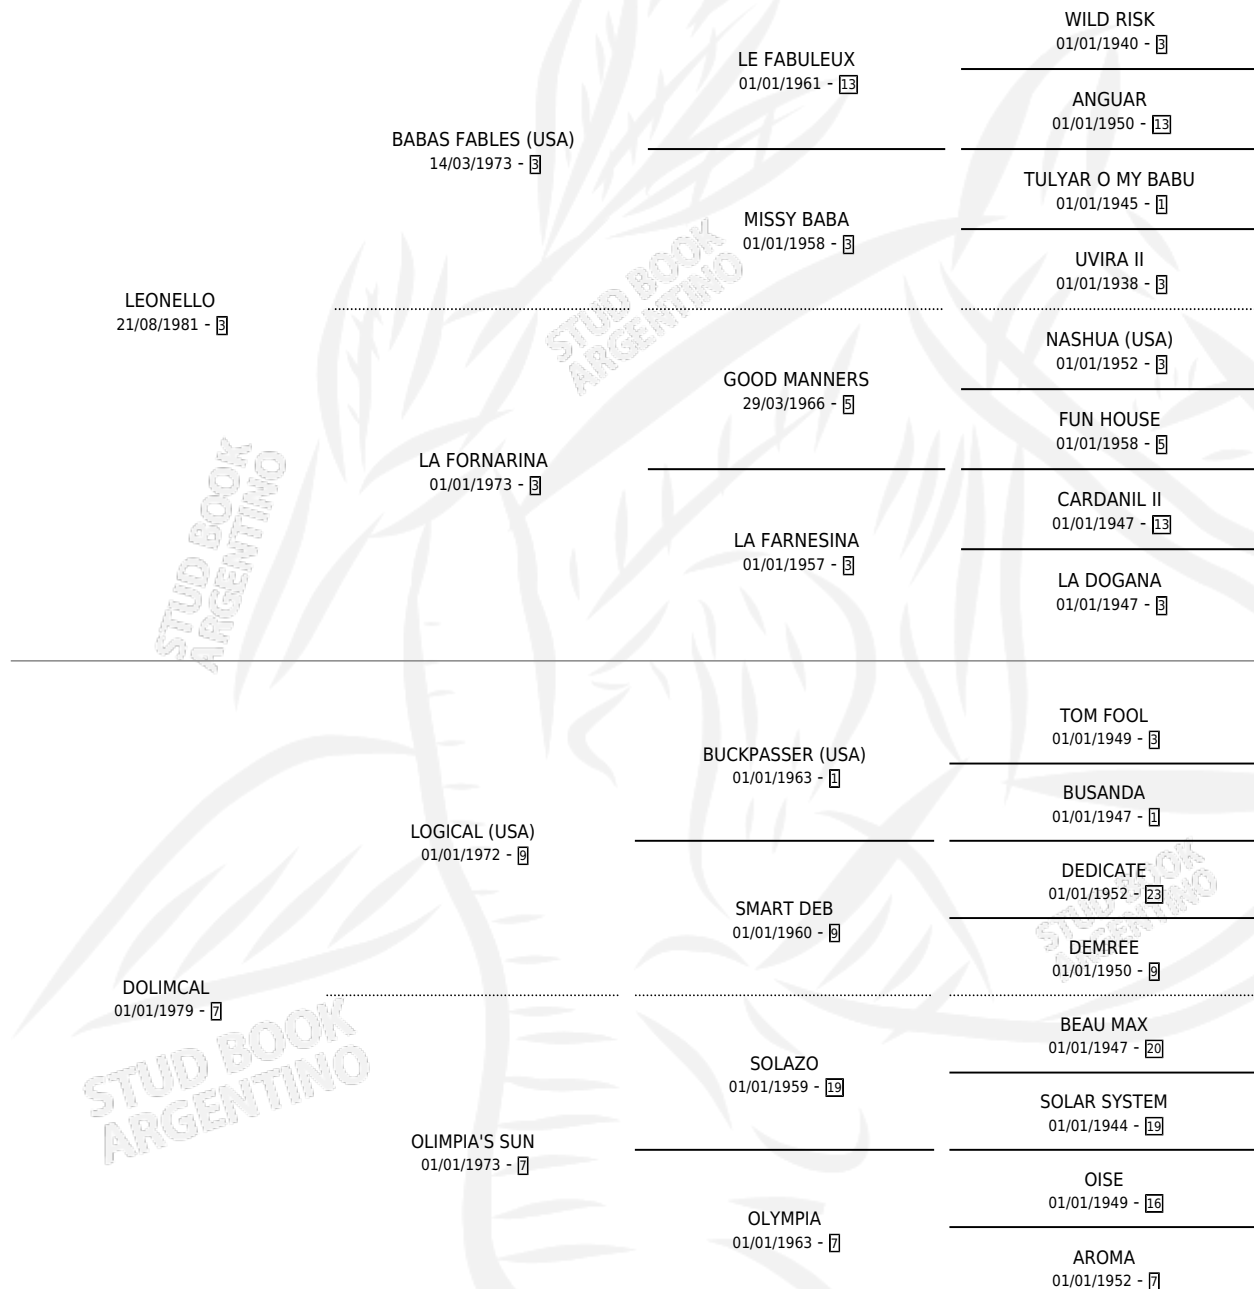 WILD RISK
01/01/1940 - 3
LE FABULEUX
01/01/1961 - 13
ANGUAR
01/01/1950 - 13
BABAS FABLES (USA)
14/03/1973 - 3
TULYAR O MY BABU
01/01/1945 - 1
MISSY BABA
01/01/1958 - 3
UVIRA II
01/01/1938 - 3
LEONELLO
21/08/1981 - 3
NASHUA (USA)
01/01/1952 - 3
GOOD MANNERS
29/03/1966 - 5
FUN HOUSE
01/01/1958 - 5
LA FORNARINA
01/01/1973 - 3
CARDANIL II
01/01/1947 - 13
LA FARNESINA
01/01/1957 - 3
LA DOGANA
01/01/1947 - 3
TOM FOOL
01/01/1949 - 3
BUCKPASSER (USA)
01/01/1963 - 1
BUSANDA
01/01/1947 - 1
LOGICAL (USA)
01/01/1972 - 9
DEDICATE
01/01/1952 - 23
SMART DEB
01/01/1960 - 9
DEMREE
01/01/1950 - 9
DOLIMCAL
01/01/1979 - 7
BEAU MAX
01/01/1947 - 20
SOLAZO
01/01/1959 - 19
SOLAR SYSTEM
01/01/1944 - 19
OLIMPIA'S SUN
01/01/1973 - 7
OISE
01/01/1949 - 16
OLYMPIA
01/01/1963 - 7
AROMA
01/01/1952 - 7
STUD BOOK
ARGENTINO
STUD BOOK
ARGENTINO
STUD BOOK
ARGENTINO
STUD BOOK
ARGENTINO